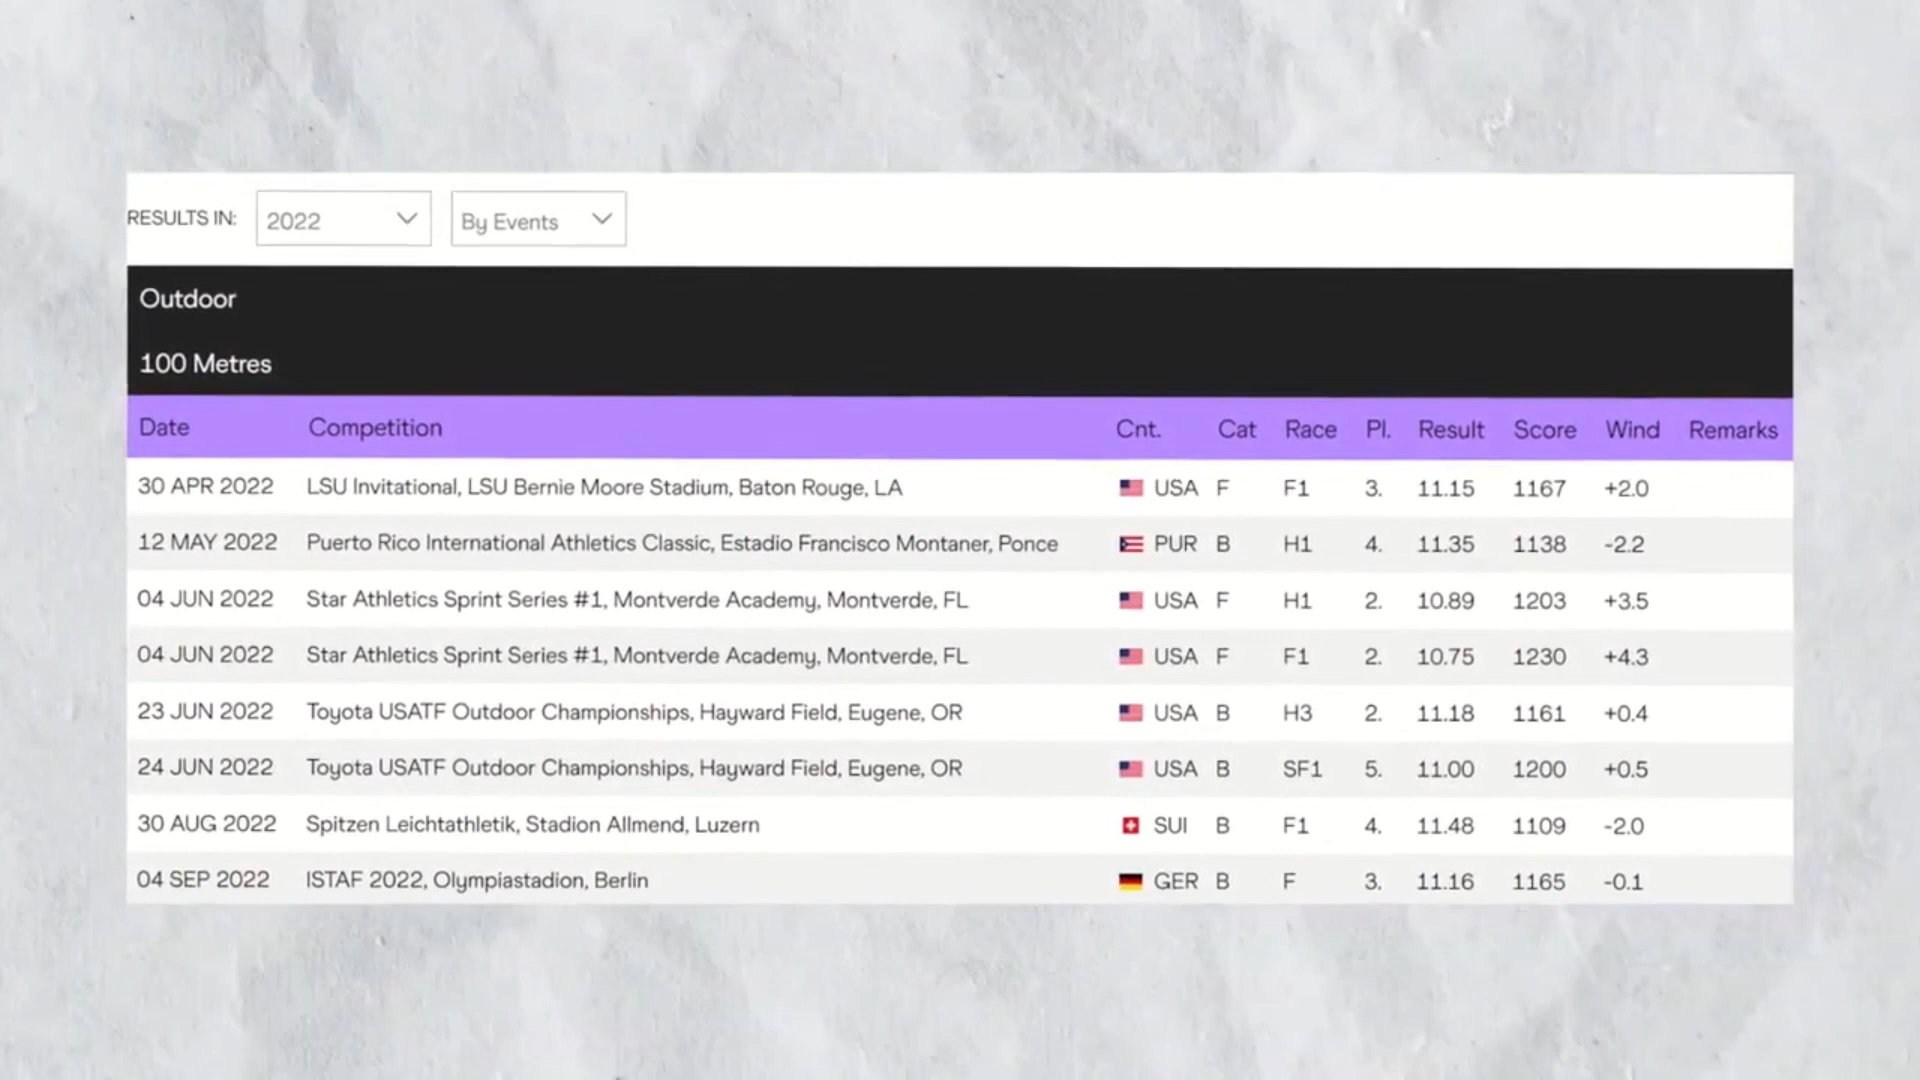 RESULTS IN: 2022 By Events
Outdoor
100 Metres
Date Competition Cnt. Cat Race Pl. Result Score Wind Remarks
30 APR 2022 LSU Invitational, LSU Bernie Moore Stadium, Baton Rouge, LA USA F F1 3. 11.15 1167 +2.0
12 MAY 2022 Puerto Rico International Athletics Classic, Estadio Francisco Montaner, Ponce PUR B H1 4. 11.35 1138 -2.2
04 JUN 2022 Star Athletics Sprint Series #1, Montverde Academy, Montverde, FL USA F H1 2. 10.89 1203 +3.5
04 JUN 2022 Star Athletics Sprint Series #1, Montverde Academy, Montverde, FL USA F F1 2. 10.75 1230 +4.3
23 JUN 2022 Toyota USATF Outdoor Championships, Hayward Field, Eugene, OR USA B H3 2. 11.18 1161 +0.4
24 JUN 2022 Toyota USATF Outdoor Championships, Hayward Field, Eugene, OR USA B SF1 5. 11.00 1200 +0.5
30 AUG 2022 Spitzen Leichtathletik, Stadion Allmend, Luzern SUI B F1 4. 11.48 1109 -2.0
04 SEP 2022 ISTAF 2022, Olympiastadion, Berlin GER B F 3. 11.16 1165 -0.1